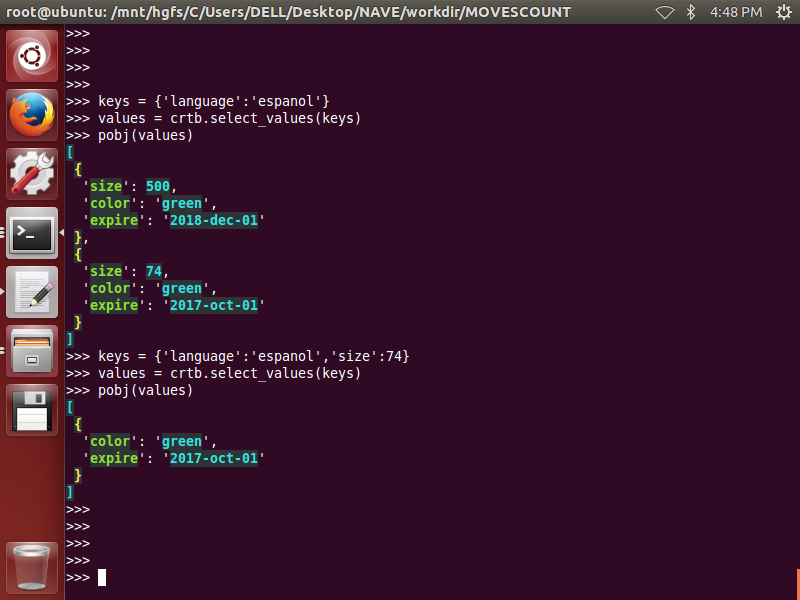 root@ubuntu: /mnt/hgfs/C/Users/DELL/Desktop/NAVE/workdir/MOVESCOUNT 4:48 PM
>>>
>>>
>>>
>>>
>>> keys = {'language':'espanol'}
>>> values = crtb.select_values(keys)
>>> pobj(values)
[
 {
  'size': 500,
  'color': 'green',
  'expire': '2018-dec-01'
 },
 {
  'size': 74,
  'color': 'green',
  'expire': '2017-oct-01'
 }
]
>>> keys = {'language':'espanol','size':74}
>>> values = crtb.select_values(keys)
>>> pobj(values)
[
 {
  'color': 'green',
  'expire': '2017-oct-01'
 }
]
>>>
>>>
>>>
>>>
>>>